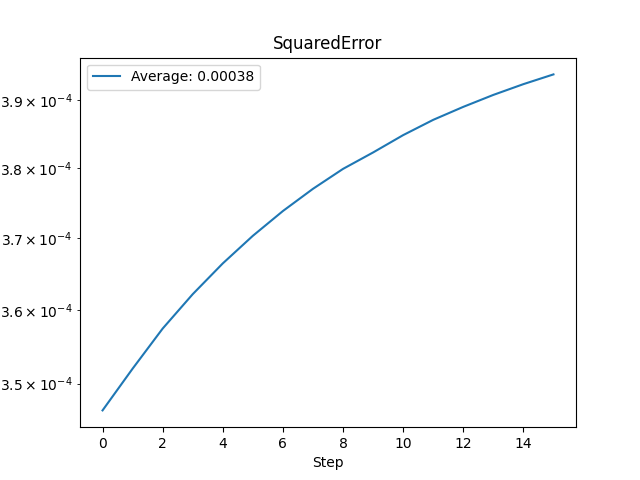 SquaredError
Average: 0.00038
3.9 × 10⁻⁴
3.8 × 10⁻⁴
3.7 × 10⁻⁴
3.6 × 10⁻⁴
3.5 × 10⁻⁴
0 2 4 6 8 10 12 14
Step